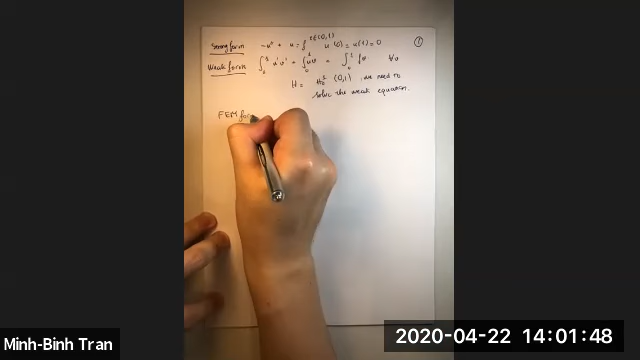 Strong form -u'' + u = f x∈(0,1) u(0) = u(1) = 0 (1)
Weak form ∫₀¹ u'v' + ∫₀¹ uv = ∫₀¹ fv ∀v
H = H₀¹ (0,1), we need to
solve the weak equation.
FEM for
Minh-Binh Tran
2020-04-22 14:01:48